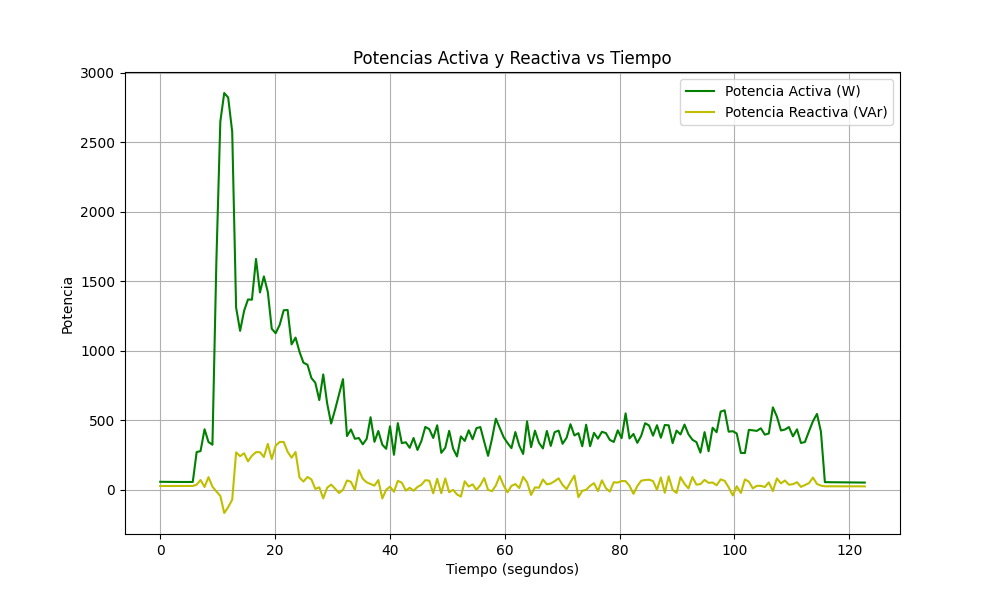 Potencias Activa y Reactiva vs Tiempo
Potencia Activa (W)
Potencia Reactiva (VAr)
3000
2500
2000
1500
1000
500
0
Potencia
0 20 40 60 80 100 120
Tiempo (segundos)